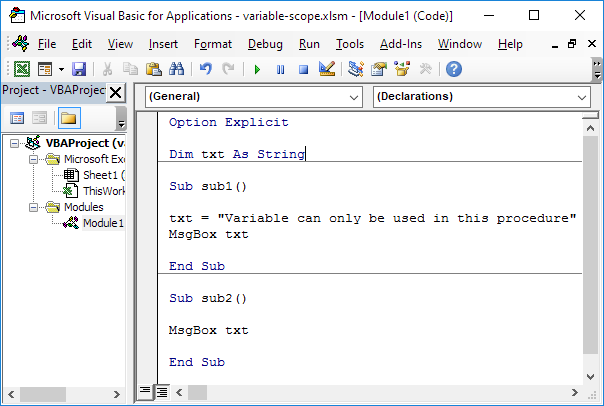 Microsoft Visual Basic for Applications - variable-scope.xlsm - [Module1 (Code)]
File Edit View Insert Format Debug Run Tools Add-Ins Window Help
Project - VBAProjec
VBAProject (va
Microsoft Exc
Sheet1 (
ThisWork
Modules
Module1
(General)
(Declarations)
Option Explicit
Dim txt As String
Sub sub1()
txt = "Variable can only be used in this procedure"
MsgBox txt
End Sub
Sub sub2()
MsgBox txt
End Sub